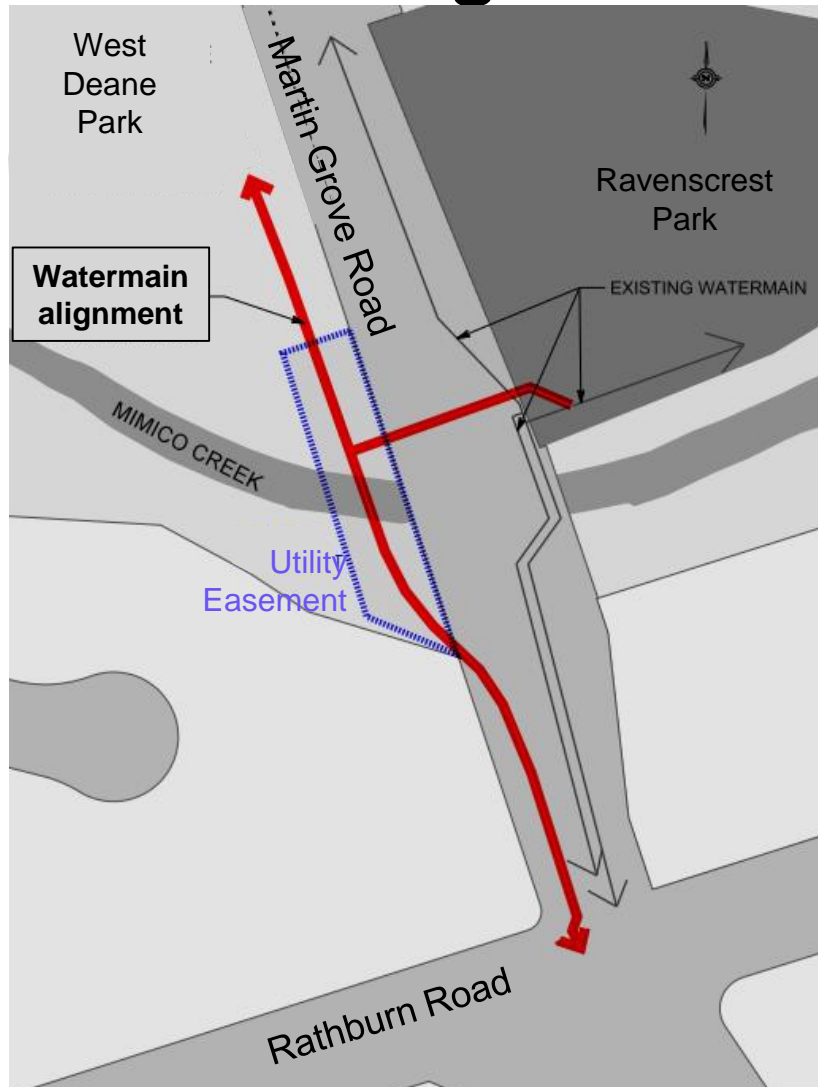 West
Deane
Park
Martin Grove Road
N
Ravenscrest
Park
Watermain
alignment
EXISTING WATERMAIN
MIMICO CREEK
Utility
Easement
Rathburn Road